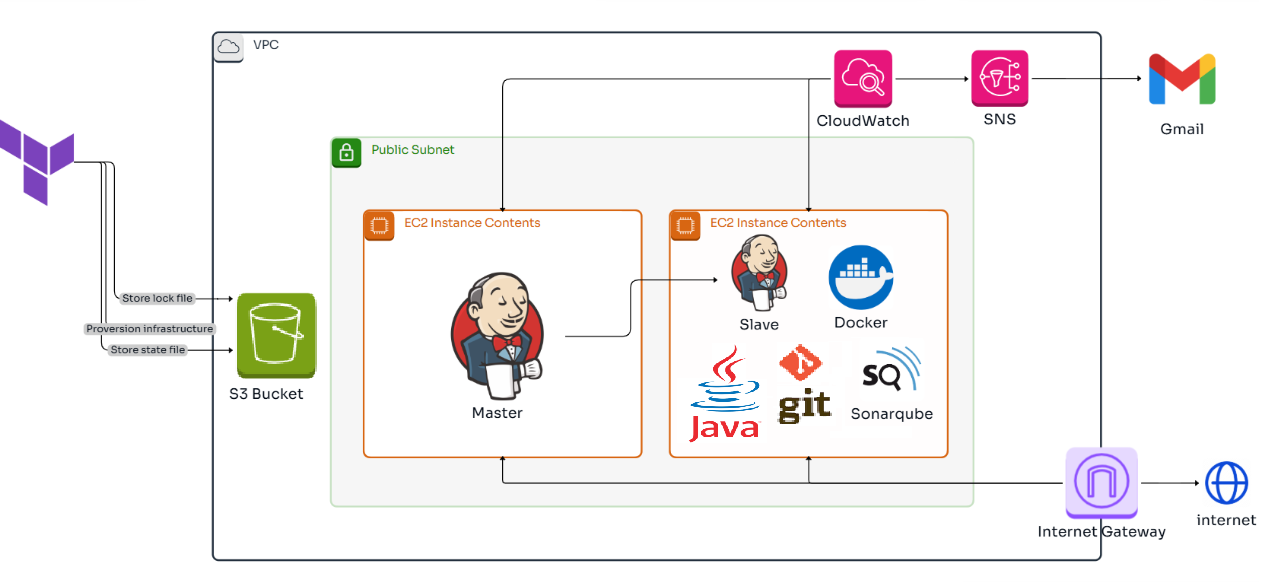 VPC
CloudWatch
SNS
Gmail
Public Subnet
EC2 Instance Contents
EC2 Instance Contents
Slave
Docker
Store lock file
Proversion infrastructure
Store state file
S3 Bucket
Master
Java
git
SQ
Sonarqube
Internet Gateway
internet